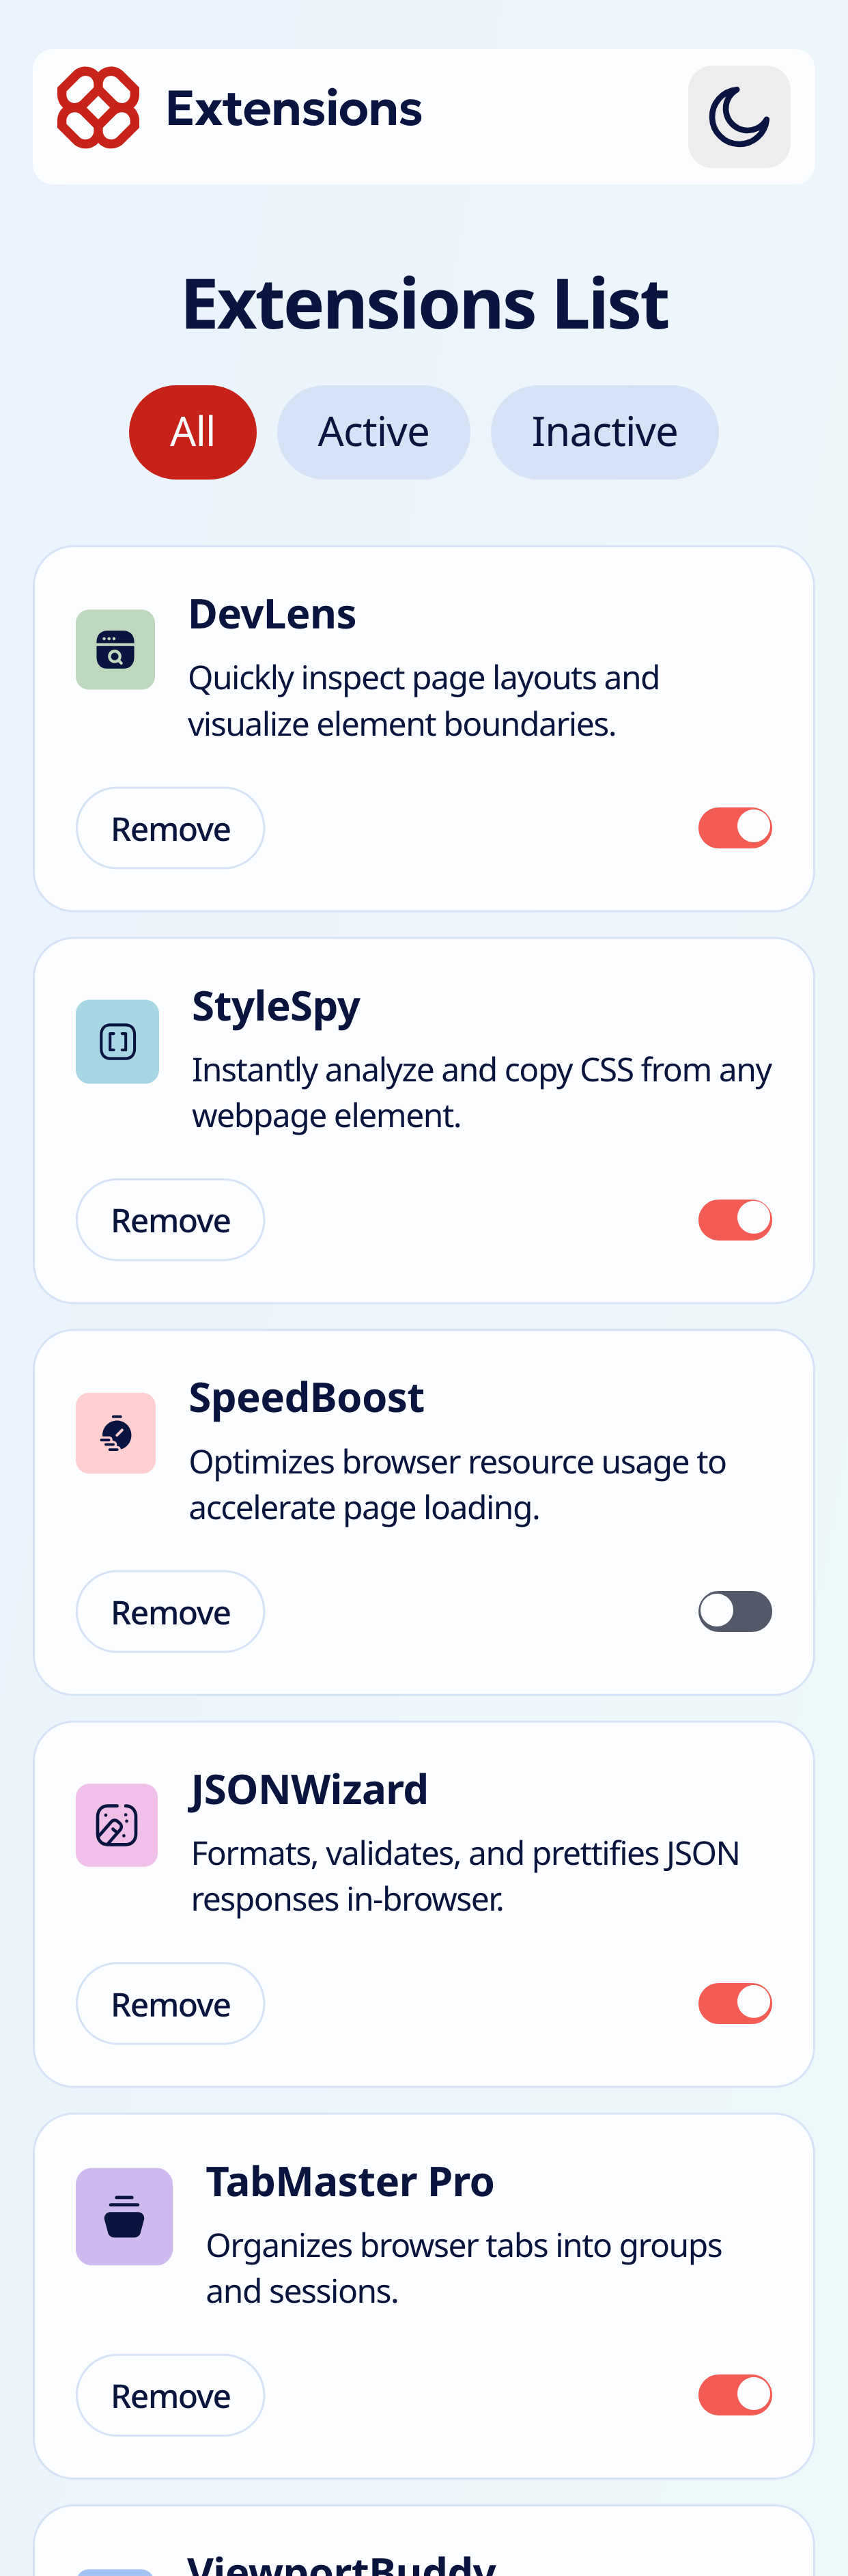 Extensions
Extensions List
All
Active
Inactive
DevLens
Quickly inspect page layouts and
visualize element boundaries.
Remove
StyleSpy
Instantly analyze and copy CSS from any
webpage element.
Remove
SpeedBoost
Optimizes browser resource usage to
accelerate page loading.
Remove
JSONWizard
Formats, validates, and prettifies JSON
responses in-browser.
Remove
TabMaster Pro
Organizes browser tabs into groups
and sessions.
Remove
ViewportBuddy